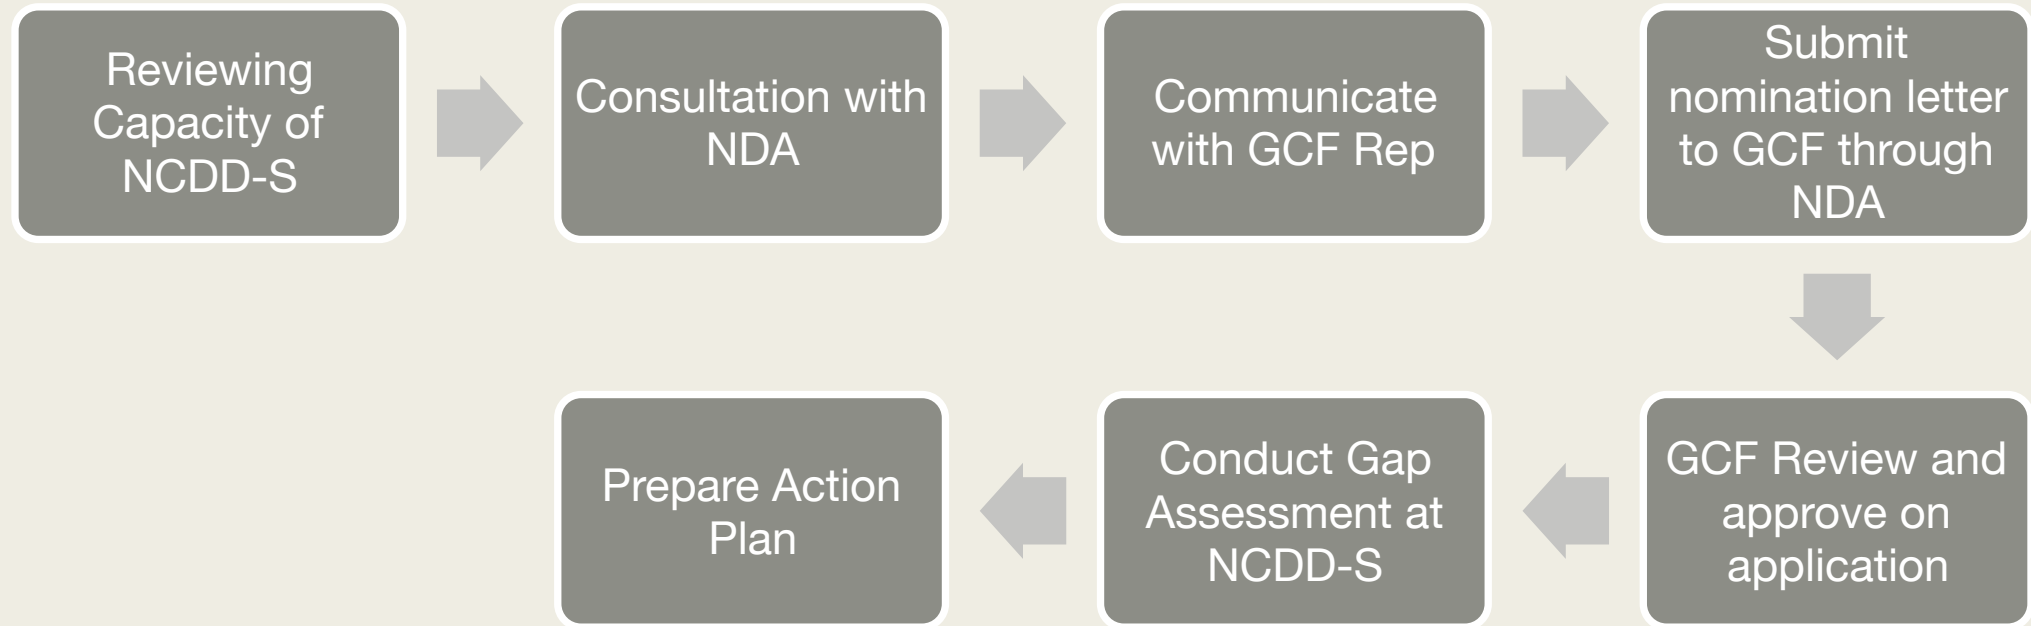 Reviewing
Capacity of
NCDD-S
Consultation with
NDA
Communicate
with GCF Rep
Submit
nomination letter
to GCF through
NDA
GCF Review and
approve on
application
Conduct Gap
Assessment at
NCDD-S
Prepare Action
Plan